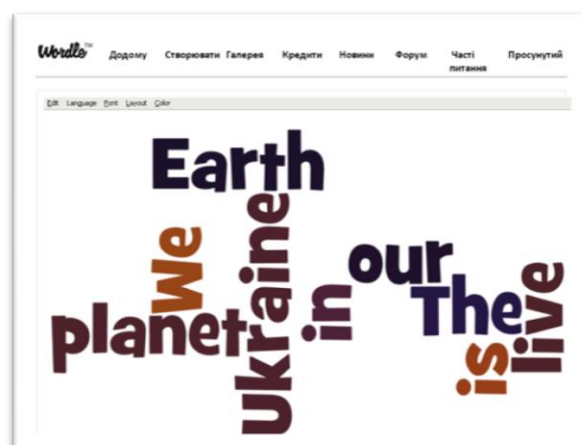 Wordle™ Додому Створювати Галерея Кредити Новини Форум Часті питання Просунутий
Edit Language Font Layout Color
Earth
We
Ukraine
our
planet
in
The
is
live